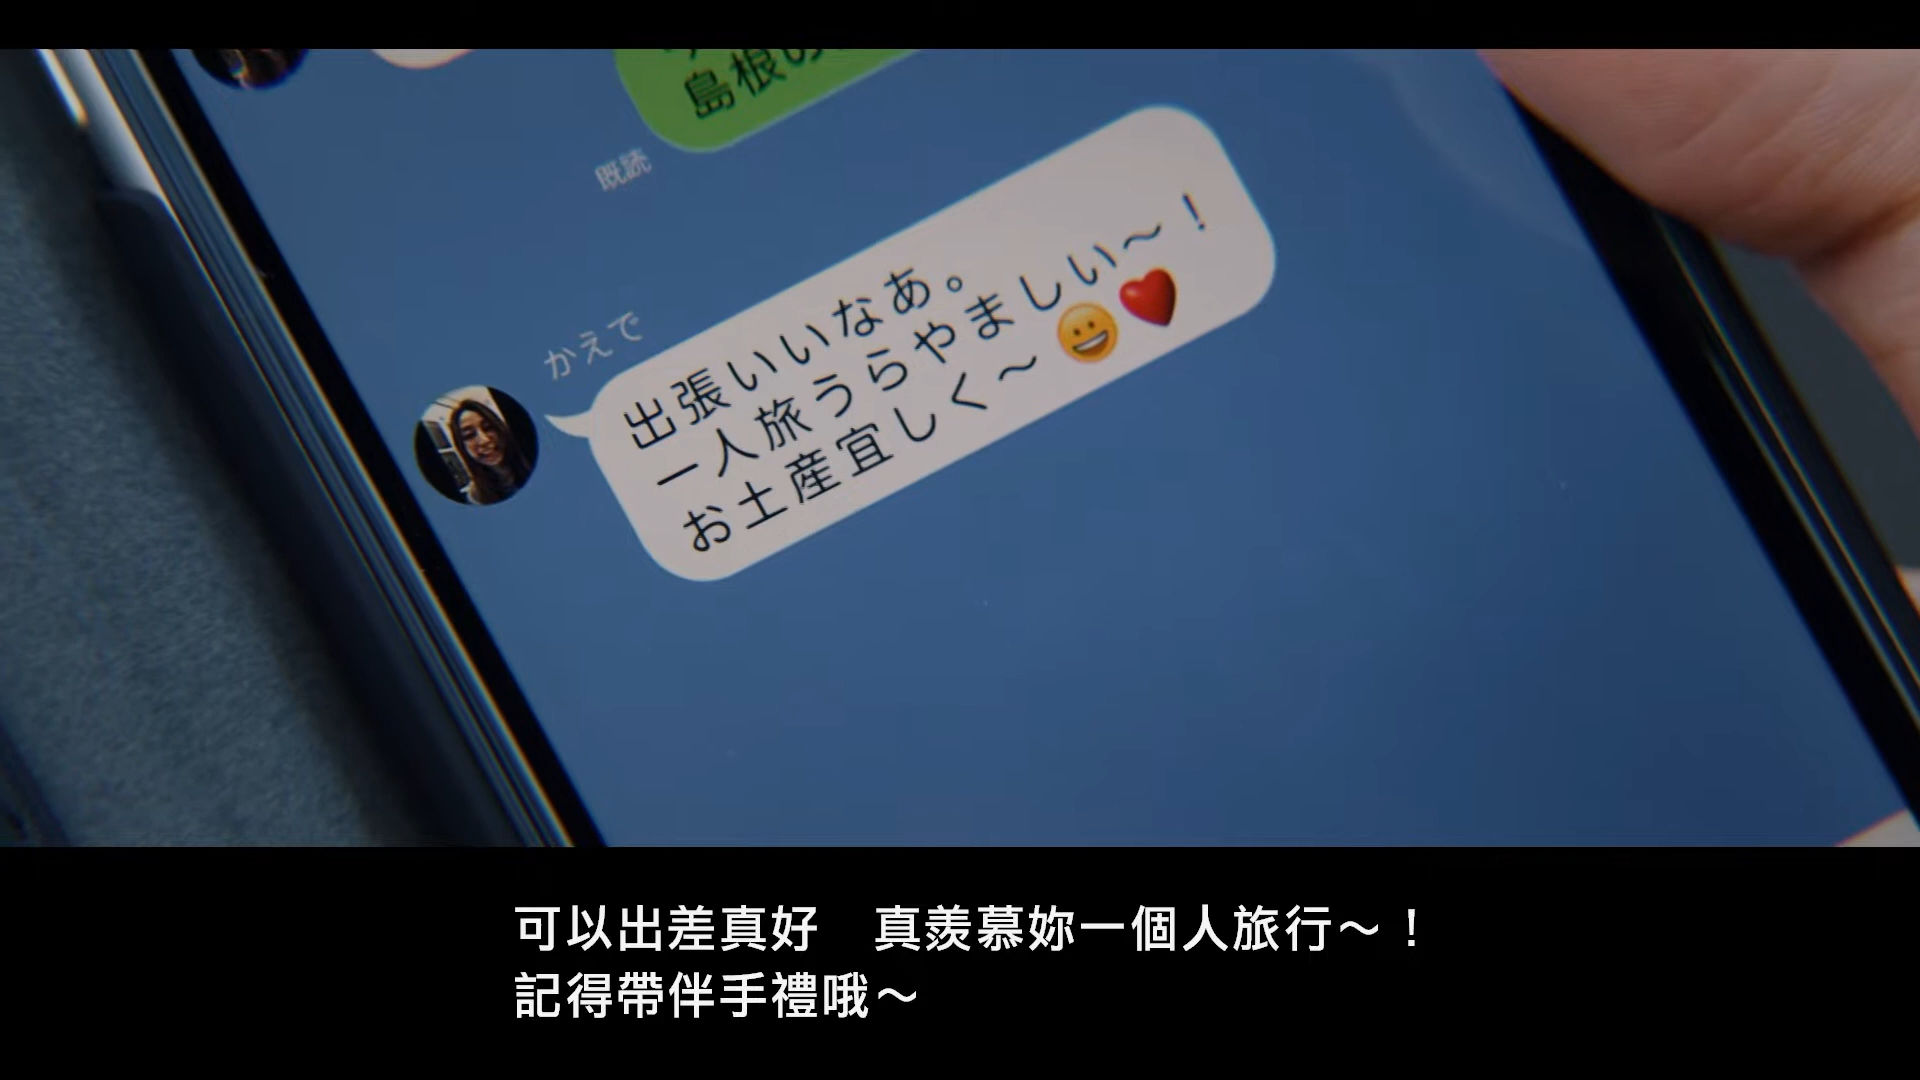 島根の
既読
かえで
出張いいなあ。
一人旅うらやましい～！
お土産宜しく～😀❤️
可以出差真好　真羨慕妳一個人旅行～！
記得帶伴手禮哦～